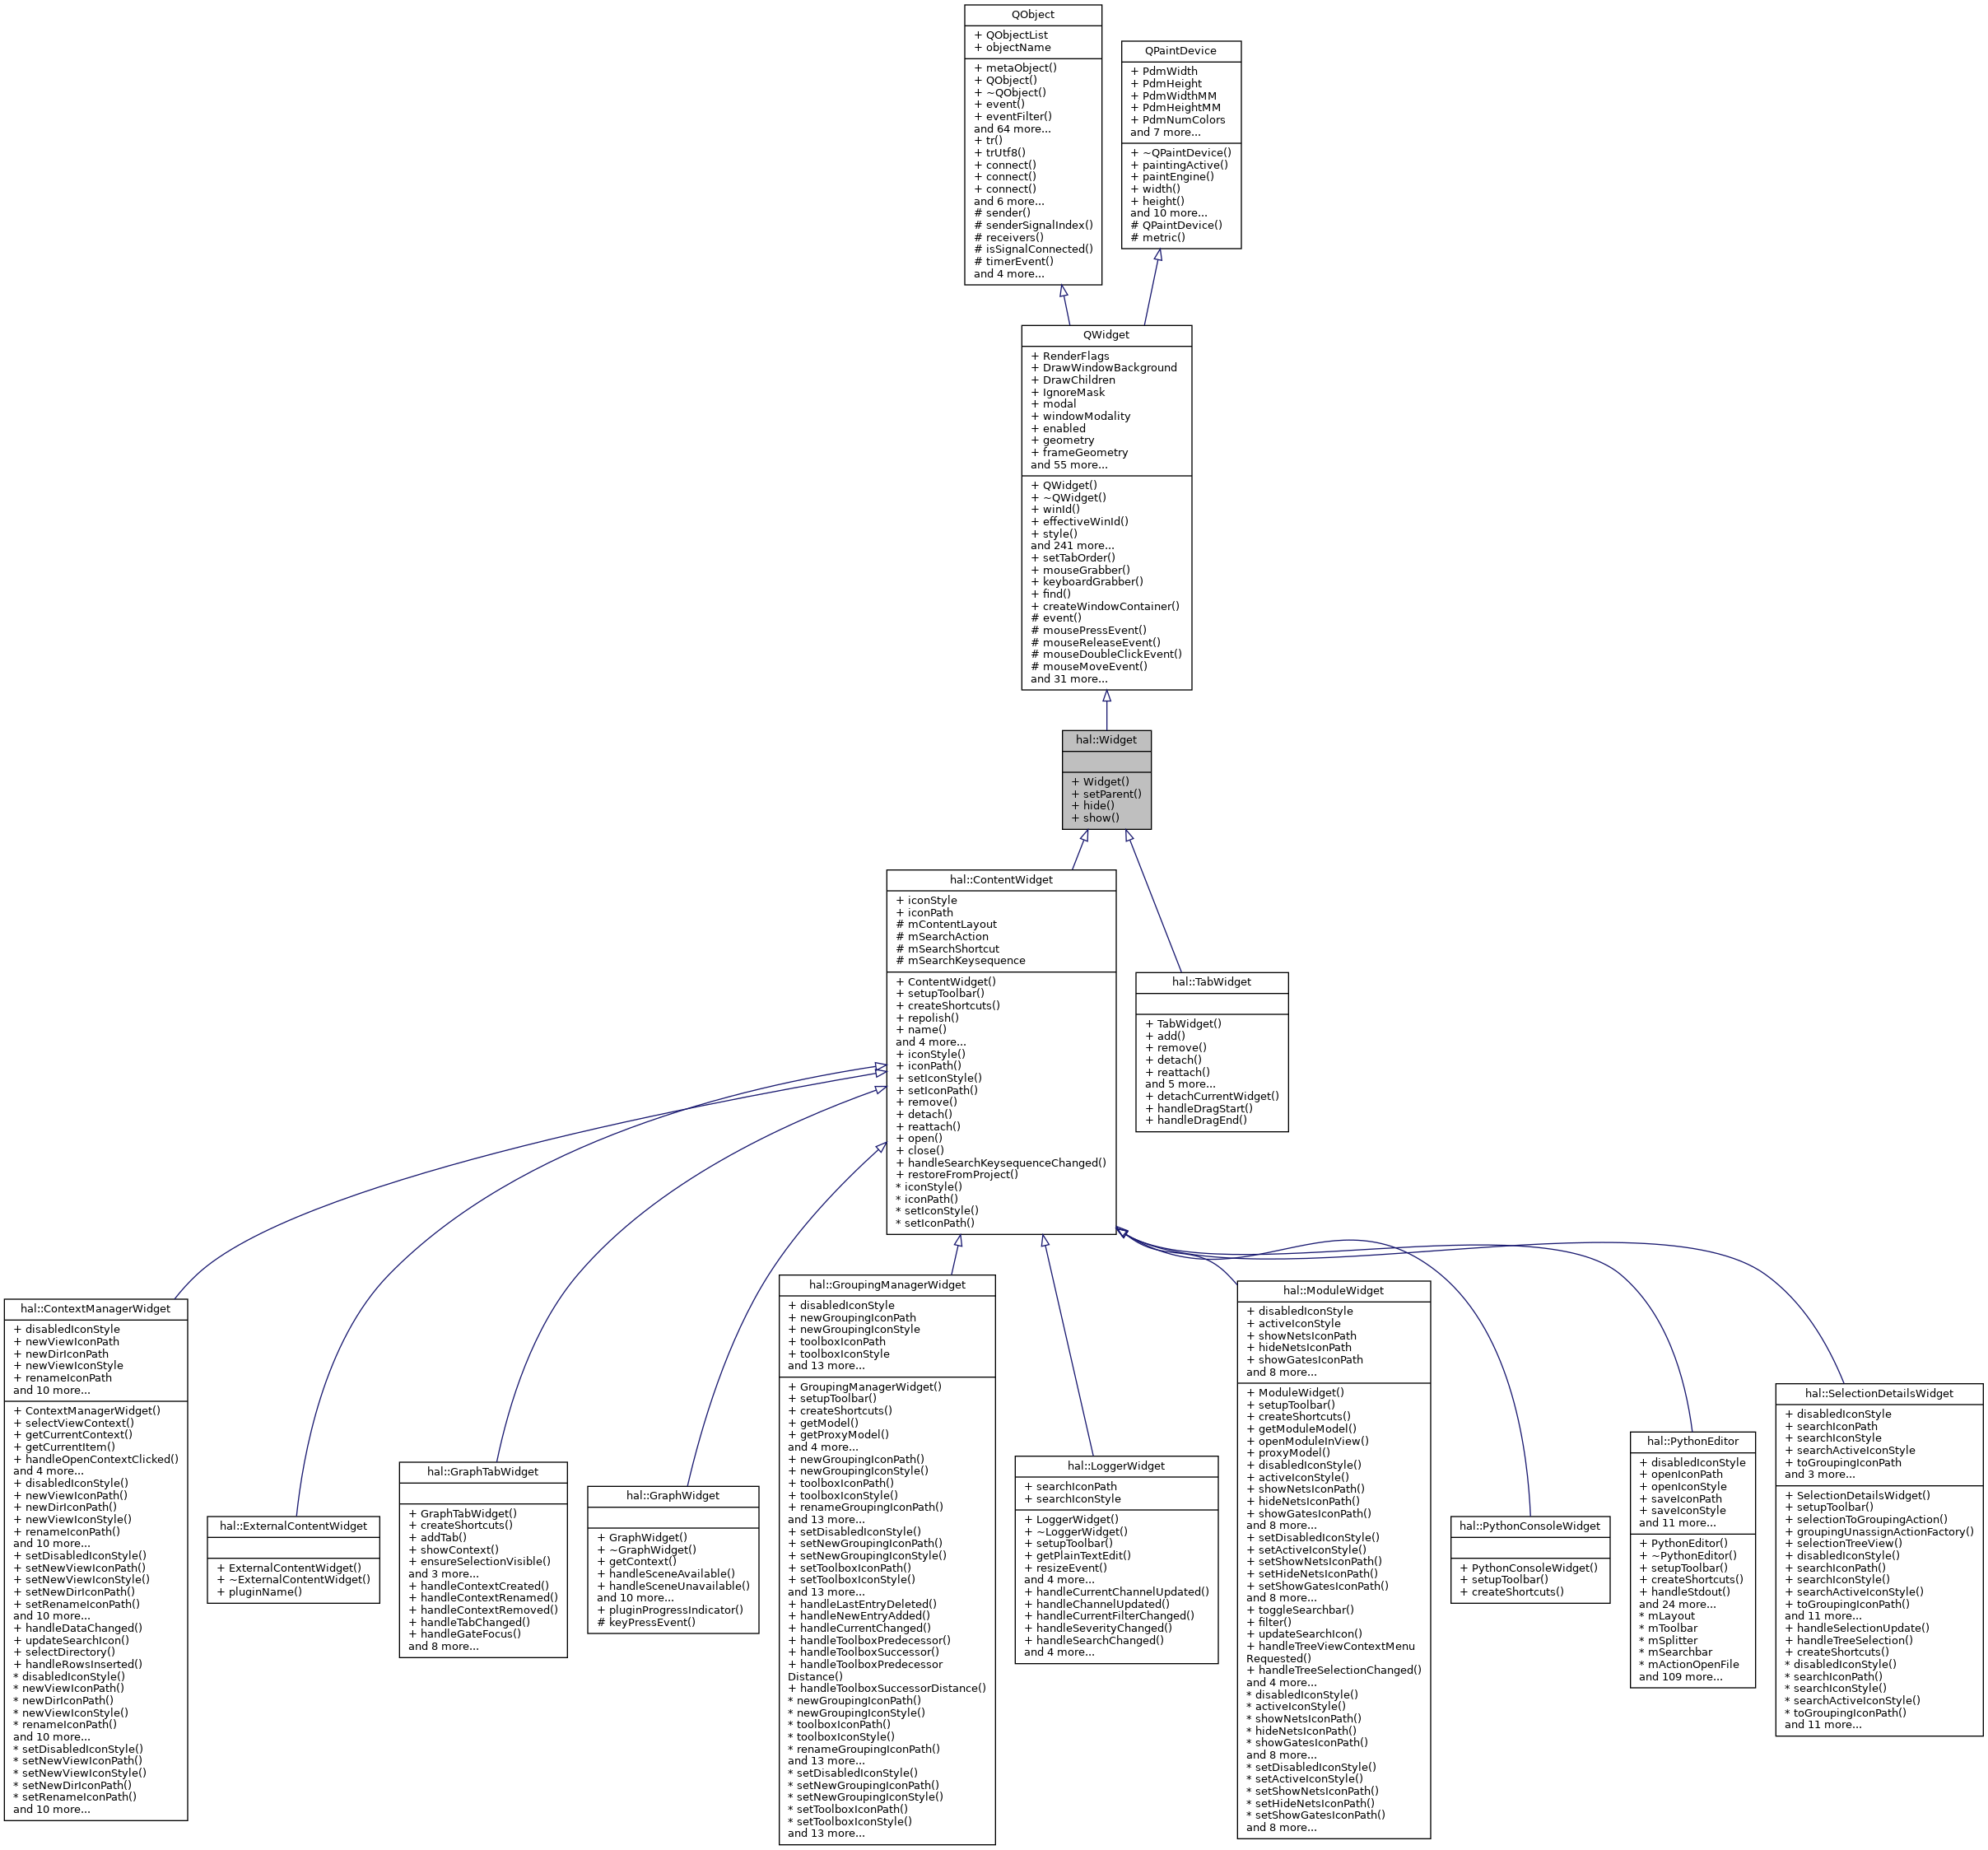 QObject
+ QObjectList
+ objectName
+ metaObject()
+ QObject()
+ ~QObject()
+ event()
+ eventFilter()
and 64 more...
+ tr()
+ trUtf8()
+ connect()
+ connect()
+ connect()
and 6 more...
# sender()
# senderSignalIndex()
# receivers()
# isSignalConnected()
# timerEvent()
and 4 more...
QPaintDevice
+ PdmWidth
+ PdmHeight
+ PdmWidthMM
+ PdmHeightMM
+ PdmNumColors
and 7 more...
+ ~QPaintDevice()
+ paintingActive()
+ paintEngine()
+ width()
+ height()
and 10 more...
# QPaintDevice()
# metric()
QWidget
+ RenderFlags
+ DrawWindowBackground
+ DrawChildren
+ IgnoreMask
+ modal
+ windowModality
+ enabled
+ geometry
+ frameGeometry
and 55 more...
+ QWidget()
+ ~QWidget()
+ winId()
+ effectiveWinId()
+ style()
and 241 more...
+ setTabOrder()
+ mouseGrabber()
+ keyboardGrabber()
+ find()
+ createWindowContainer()
# event()
# mousePressEvent()
# mouseReleaseEvent()
# mouseDoubleClickEvent()
# mouseMoveEvent()
and 31 more...
hal::Widget
+ Widget()
+ setParent()
+ hide()
+ show()
hal::ContentWidget
+ iconStyle
+ iconPath
# mContentLayout
# mSearchAction
# mSearchShortcut
# mSearchKeysequence
+ ContentWidget()
+ setupToolbar()
+ createShortcuts()
+ repolish()
+ name()
and 4 more...
+ iconStyle()
+ iconPath()
+ setIconStyle()
+ setIconPath()
+ remove()
+ detach()
+ reattach()
+ open()
+ close()
+ handleSearchKeysequenceChanged()
+ restoreFromProject()
* iconStyle()
* iconPath()
* setIconStyle()
* setIconPath()
hal::TabWidget
+ TabWidget()
+ add()
+ remove()
+ detach()
+ reattach()
and 5 more...
+ detachCurrentWidget()
+ handleDragStart()
+ handleDragEnd()
hal::ContextManagerWidget
+ disabledIconStyle
+ newViewIconPath
+ newDirIconPath
+ newViewIconStyle
+ renameIconPath
and 10 more...
+ ContextManagerWidget()
+ selectViewContext()
+ getCurrentContext()
+ getCurrentItem()
+ handleOpenContextClicked()
and 4 more...
+ disabledIconStyle()
+ newViewIconPath()
+ newDirIconPath()
+ newViewIconStyle()
+ renameIconPath()
and 10 more...
+ setDisabledIconStyle()
+ setNewViewIconPath()
+ setNewViewIconStyle()
+ setNewDirIconPath()
+ setRenameIconPath()
and 10 more...
+ handleDataChanged()
+ updateSearchIcon()
+ selectDirectory()
+ handleRowsInserted()
* disabledIconStyle()
* newViewIconPath()
* newDirIconPath()
* newViewIconStyle()
* renameIconPath()
and 10 more...
* setDisabledIconStyle()
* setNewViewIconPath()
* setNewViewIconStyle()
* setNewDirIconPath()
* setRenameIconPath()
and 10 more...
hal::ExternalContentWidget
+ ExternalContentWidget()
+ ~ExternalContentWidget()
+ pluginName()
hal::GraphTabWidget
+ GraphTabWidget()
+ createShortcuts()
+ addTab()
+ showContext()
+ ensureSelectionVisible()
and 3 more...
+ handleContextCreated()
+ handleContextRenamed()
+ handleContextRemoved()
+ handleTabChanged()
+ handleGateFocus()
and 8 more...
hal::GraphWidget
+ GraphWidget()
+ ~GraphWidget()
+ getContext()
+ handleSceneAvailable()
+ handleSceneUnavailable()
and 10 more...
+ pluginProgressIndicator()
# keyPressEvent()
hal::GroupingManagerWidget
+ disabledIconStyle
+ newGroupingIconPath
+ newGroupingIconStyle
+ toolboxIconPath
+ toolboxIconStyle
and 13 more...
+ GroupingManagerWidget()
+ setupToolbar()
+ createShortcuts()
+ getModel()
+ getProxyModel()
and 4 more...
+ newGroupingIconPath()
+ newGroupingIconStyle()
+ toolboxIconPath()
+ toolboxIconStyle()
+ renameGroupingIconPath()
and 13 more...
+ setDisabledIconStyle()
+ setNewGroupingIconPath()
+ setNewGroupingIconStyle()
+ setToolboxIconPath()
+ setToolboxIconStyle()
and 13 more...
+ handleLastEntryDeleted()
+ handleNewEntryAdded()
+ handleCurrentChanged()
+ handleToolboxPredecessor()
+ handleToolboxSuccessor()
+ handleToolboxPredecessor
Distance()
+ handleToolboxSuccessorDistance()
* newGroupingIconPath()
* newGroupingIconStyle()
* toolboxIconPath()
* toolboxIconStyle()
* renameGroupingIconPath()
and 13 more...
* setDisabledIconStyle()
* setNewGroupingIconPath()
* setNewGroupingIconStyle()
* setToolboxIconPath()
* setToolboxIconStyle()
and 13 more...
hal::LoggerWidget
+ searchIconPath
+ searchIconStyle
+ LoggerWidget()
+ ~LoggerWidget()
+ setupToolbar()
+ getPlainTextEdit()
+ resizeEvent()
and 4 more...
+ handleCurrentChannelUpdated()
+ handleChannelUpdated()
+ handleCurrentFilterChanged()
+ handleSeverityChanged()
+ handleSearchChanged()
and 4 more...
hal::ModuleWidget
+ disabledIconStyle
+ activeIconStyle
+ showNetsIconPath
+ hideNetsIconPath
+ showGatesIconPath
and 8 more...
+ ModuleWidget()
+ setupToolbar()
+ createShortcuts()
+ getModuleModel()
+ openModuleInView()
+ proxyModel()
+ disabledIconStyle()
+ activeIconStyle()
+ showNetsIconPath()
+ hideNetsIconPath()
+ showGatesIconPath()
and 8 more...
+ setDisabledIconStyle()
+ setActiveIconStyle()
+ setShowNetsIconPath()
+ setHideNetsIconPath()
+ setShowGatesIconPath()
and 8 more...
+ toggleSearchbar()
+ filter()
+ updateSearchIcon()
+ handleTreeViewContextMenu
Requested()
+ handleTreeSelectionChanged()
and 4 more...
* disabledIconStyle()
* activeIconStyle()
* showNetsIconPath()
* hideNetsIconPath()
* showGatesIconPath()
and 8 more...
* setDisabledIconStyle()
* setActiveIconStyle()
* setShowNetsIconPath()
* setHideNetsIconPath()
* setShowGatesIconPath()
and 8 more...
hal::PythonConsoleWidget
+ PythonConsoleWidget()
+ setupToolbar()
+ createShortcuts()
hal::PythonEditor
+ disabledIconStyle
+ openIconPath
+ openIconStyle
+ saveIconPath
+ saveIconStyle
and 11 more...
+ PythonEditor()
+ ~PythonEditor()
+ setupToolbar()
+ createShortcuts()
+ handleStdout()
and 24 more...
* mLayout
* mToolbar
* mSplitter
* mSearchbar
* mActionOpenFile
and 109 more...
hal::SelectionDetailsWidget
+ disabledIconStyle
+ searchIconPath
+ searchIconStyle
+ searchActiveIconStyle
+ toGroupingIconPath
and 3 more...
+ SelectionDetailsWidget()
+ setupToolbar()
+ selectionToGroupingAction()
+ groupingUnassignActionFactory()
+ selectionTreeView()
+ disabledIconStyle()
+ searchIconPath()
+ searchIconStyle()
+ searchActiveIconStyle()
+ toGroupingIconPath()
and 11 more...
+ handleSelectionUpdate()
+ handleTreeSelection()
+ createShortcuts()
* disabledIconStyle()
* searchIconPath()
* searchIconStyle()
* searchActiveIconStyle()
* toGroupingIconPath()
and 11 more...